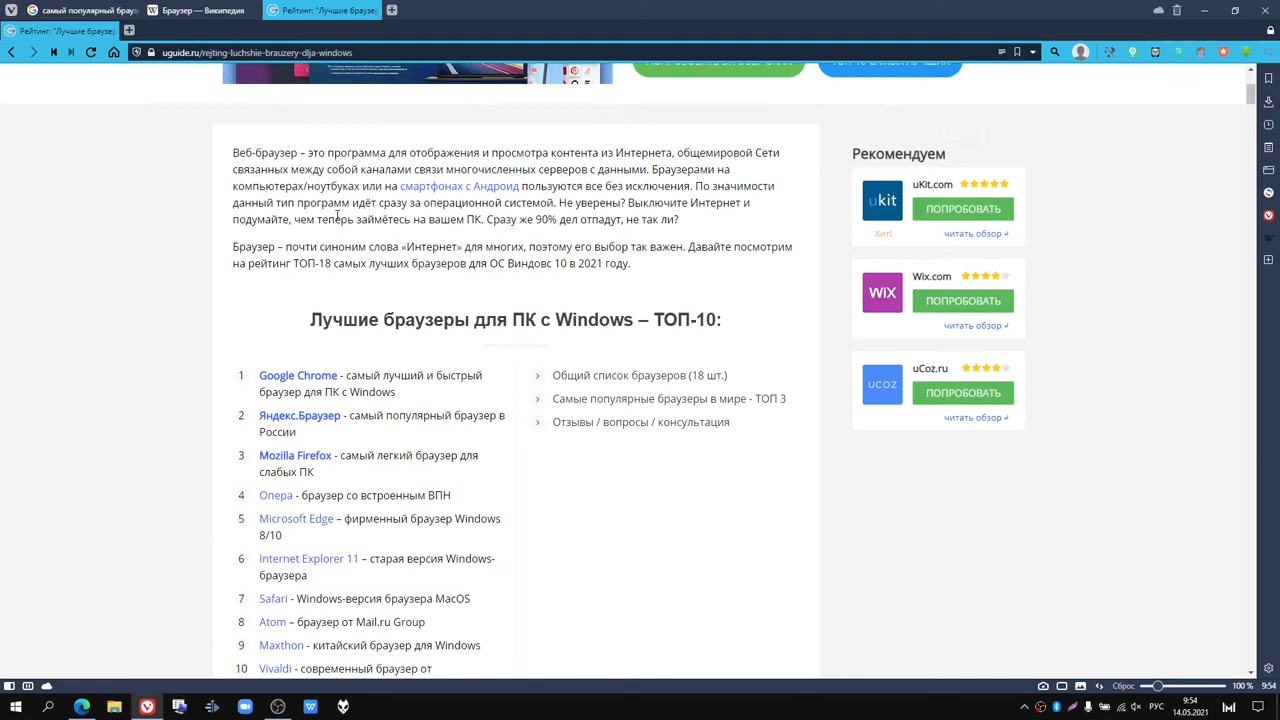 самый популярный брауз
Браузер — Википедия
Рейтинг: "Лучшие браузер
Рейтинг: "Лучшие б
uguide.ru/rejting-luchshie-brauzery-dlja-windows
Веб-браузер – это программа для отображения и просмотра контента из Интернета, общемировой Сети
связанных между собой каналами связи многочисленных серверов с данными. Браузерами на
компьютерах/ноутбуках или на смартфонах с Андроид пользуются все без исключения. По значимости
данный тип программ идёт сразу за операционной системой. Не уверены? Выключите Интернет и
подумайте, чем теперь займётесь на вашем ПК. Сразу же 90% дел отпадут, не так ли?
Браузер – почти синоним слова «Интернет» для многих, поэтому его выбор так важен. Давайте посмотрим
на рейтинг ТОП-18 самых лучших браузеров для ОС Виндовс 10 в 2021 году.
Лучшие браузеры для ПК с Windows – ТОП-10:
1 Google Chrome - самый лучший и быстрый
браузер для ПК с Windows
2 Яндекс.Браузер - самый популярный браузер в
России
3 Mozilla Firefox - самый легкий браузер для
слабых ПК
4 Опера - браузер со встроенным ВПН
5 Microsoft Edge – фирменный браузер Windows
8/10
6 Internet Explorer 11 – старая версия Windows-
браузера
7 Safari - Windows-версия браузера MacOS
8 Atom – браузер от Mail.ru Group
9 Maxthon - китайский браузер для Windows
10 Vivaldi - современный браузер от
Общий список браузеров (18 шт.)
Самые популярные браузеры в мире - ТОП 3
Отзывы / вопросы / консультация
Рекомендуем
ukit
uKit.com
ПОПРОБОВАТЬ
Хит!
читать обзор
WiX
Wix.com
ПОПРОБОВАТЬ
читать обзор
UCOZ
uCoz.ru
ПОПРОБОВАТЬ
читать обзор
Сброс
100 %
9:54
РУС
9:54
14.05.2021